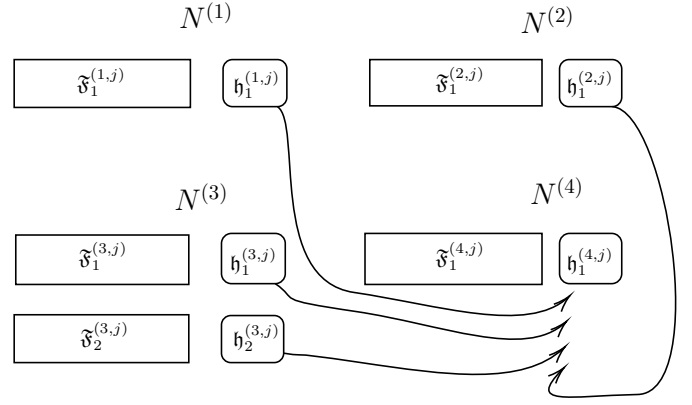 N^{(1)} N^{(2)}
𝔉_1^{(1,j)} 𝔥_1^{(1,j)} 𝔉_1^{(2,j)} 𝔥_1^{(2,j)}
N^{(3)} N^{(4)}
𝔉_1^{(3,j)} 𝔥_1^{(3,j)} 𝔉_1^{(4,j)} 𝔥_1^{(4,j)}
𝔉_2^{(3,j)} 𝔥_2^{(3,j)}